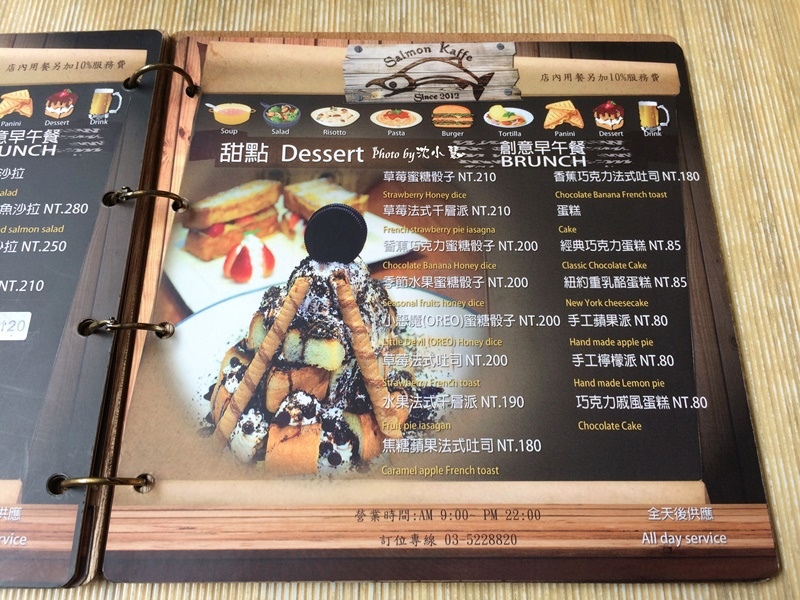 店內用餐另加10%服務費
Panini
Dessert
Drink
創意早午餐
沙拉
魚沙拉 NT.280
salmon salad
沙拉 NT.250
NT.210
供應
Salmon Kaffe
Since 2012
店內用餐另加10%服務費
Soup
Salad
Risotto
Pasta
Burger
Tortilla
Panini
Dessert
Drink
甜點 Dessert
Photo by
創意早午餐
BRUNCH
草莓蜜糖骰子 NT.210
Strawberry Honey dice
草莓法式千層派 NT.210
French strawberry pie iasagna
香蕉巧克力蜜糖骰子 NT.200
Chocolate Banana Honey dice
季節水果蜜糖骰子 NT.200
Seasonal fruits honey dice
小惡魔(OREO)蜜糖骰子 NT.200
Little Devil (OREO) Honey dice
草莓法式吐司 NT.200
Strawberry French toast
水果法式千層派 NT.190
Fruit pie iasagan
焦糖蘋果法式吐司 NT.180
Caramel apple French toast
香蕉巧克力法式吐司 NT.180
Chocolate Banana French toast
蛋糕
Cake
經典巧克力蛋糕 NT.85
Classic Chocolate Cake
紐約重乳酪蛋糕 NT.85
New York cheesecake
手工蘋果派 NT.80
Hand made apple pie
手工檸檬派 NT.80
Hand made Lemon pie
巧克力戚風蛋糕 NT.80
Chocolate Cake
營業時間:AM 9:00- PM 22:00
訂位專線 03-5228820
全天後供應
All day service